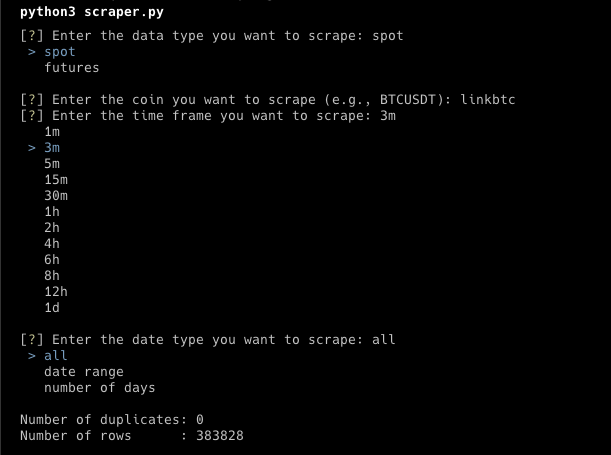 python3 scraper.py
[?] Enter the data type you want to scrape: spot
 > spot
   futures

[?] Enter the coin you want to scrape (e.g., BTCUSDT): linkbtc
[?] Enter the time frame you want to scrape: 3m
   1m
 > 3m
   5m
   15m
   30m
   1h
   2h
   4h
   6h
   8h
   12h
   1d

[?] Enter the date type you want to scrape: all
 > all
   date range
   number of days

Number of duplicates: 0
Number of rows      : 383828